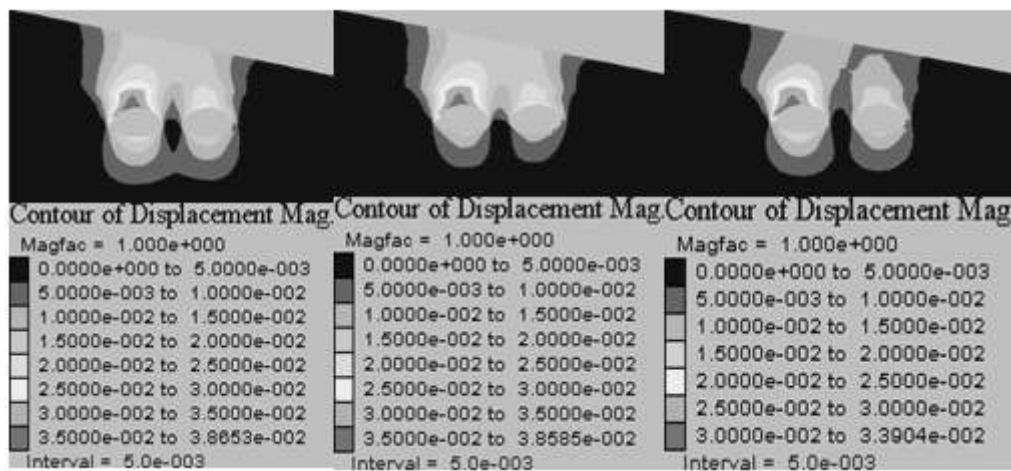 Contour of Displacement Mag.
Magfac = 1.000e+000
0.0000e+000 to 5.0000e-003
5.0000e-003 to 1.0000e-002
1.0000e-002 to 1.5000e-002
1.5000e-002 to 2.0000e-002
2.0000e-002 to 2.5000e-002
2.5000e-002 to 3.0000e-002
3.0000e-002 to 3.5000e-002
3.5000e-002 to 3.8653e-002
Interval = 5.0e-003
Contour of Displacement Mag.
Magfac = 1.000e+000
0.0000e+000 to 5.0000e-003
5.0000e-003 to 1.0000e-002
1.0000e-002 to 1.5000e-002
1.5000e-002 to 2.0000e-002
2.0000e-002 to 2.5000e-002
2.5000e-002 to 3.0000e-002
3.0000e-002 to 3.5000e-002
3.5000e-002 to 3.8585e-002
Interval = 5.0e-003
Contour of Displacement Mag
Magfac = 1.000e+000
0.0000e+000 to 5.0000e-003
5.0000e-003 to 1.0000e-002
1.0000e-002 to 1.5000e-002
1.5000e-002 to 2.0000e-002
2.0000e-002 to 2.5000e-002
2.5000e-002 to 3.0000e-002
3.0000e-002 to 3.3904e-002
Interval = 5.0e-003